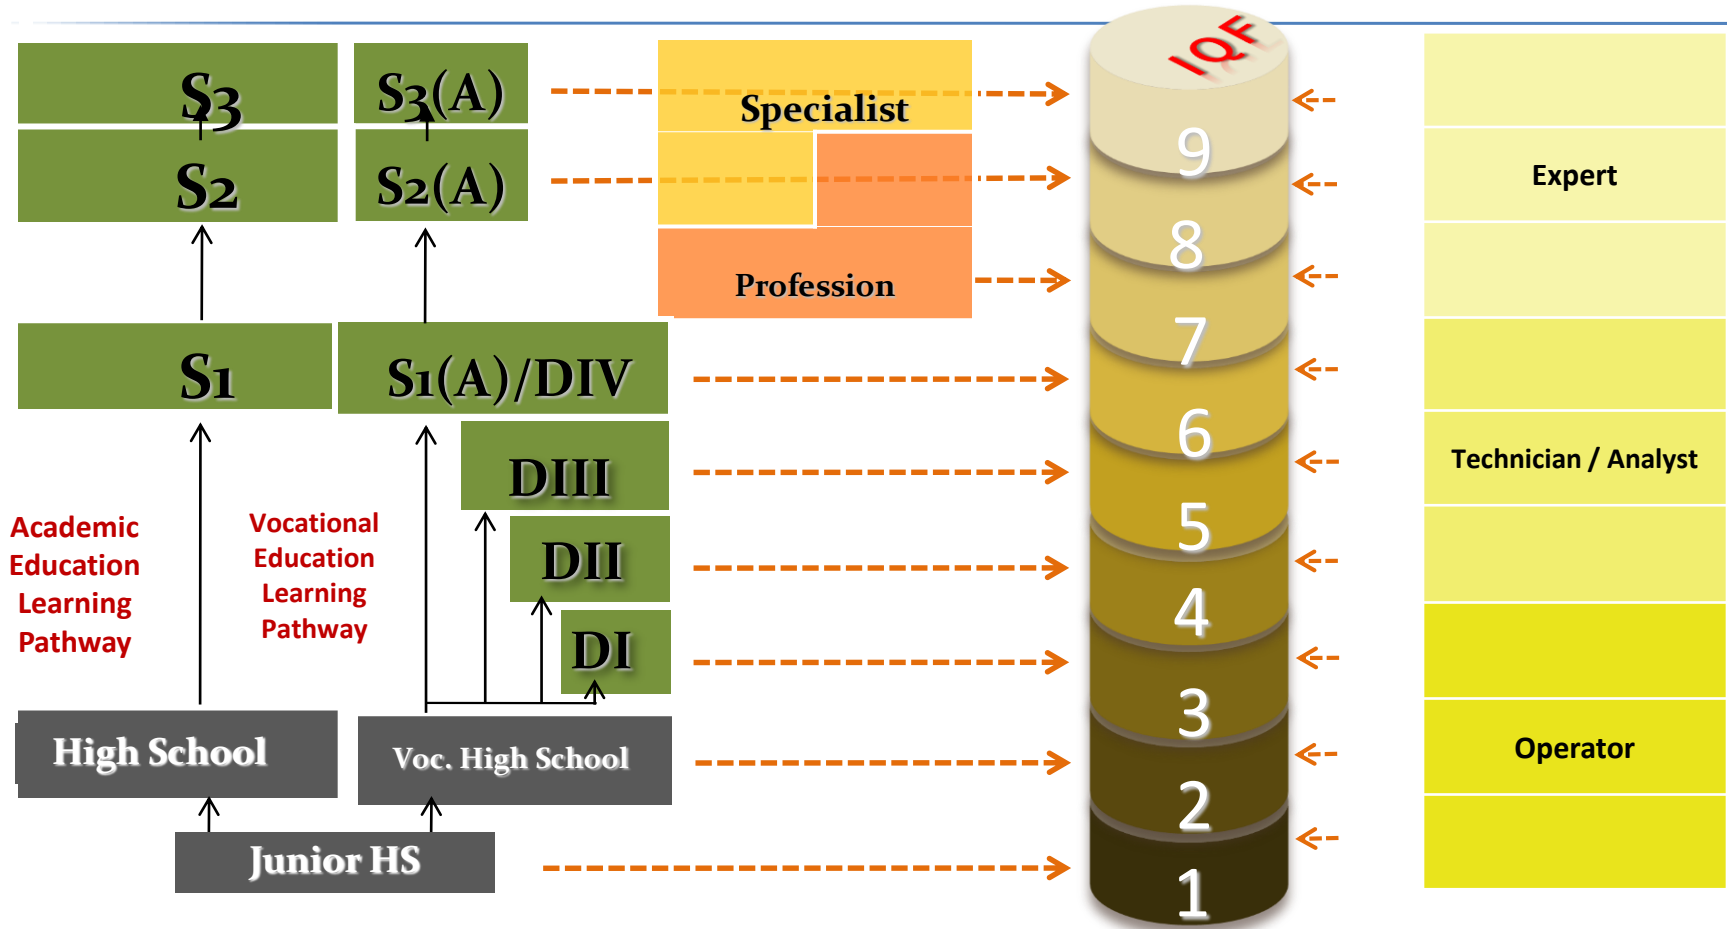 IQF
S3
S3(A)
Specialist
9
S2
S2(A)
Expert
8
Profession
7
S1
S1(A)/DIV
6
DIII
Technician / Analyst
5
Academic
Education
Learning
Pathway
Vocational
Education
Learning
Pathway
DII
4
DI
3
High School
Voc. High School
Operator
2
Junior HS
1